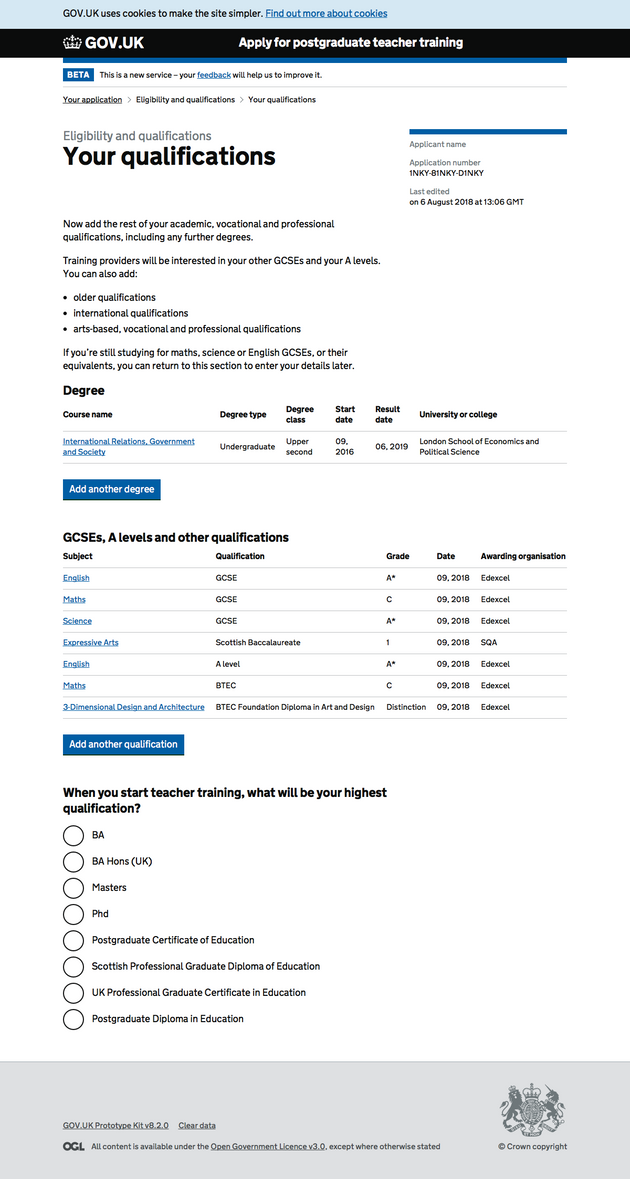 GOV.UK uses cookies to make the site simpler. Find out more about cookies
GOV.UK Apply for postgraduate teacher training
BETA This is a new service – your feedback will help us to improve it.
Your application > Eligibility and qualifications > Your qualifications
Eligibility and qualifications
Your qualifications
Applicant name
Application number
1NKY-81NKY-D1NKY
Last edited
on 6 August 2018 at 13:06 GMT
Now add the rest of your academic, vocational and professional
qualifications, including any further degrees.
Training providers will be interested in your other GCSEs and your A levels.
You can also add:
• older qualifications
• international qualifications
• arts-based, vocational and professional qualifications
If you’re still studying for maths, science or English GCSEs, or their
equivalents, you can return to this section to enter your details later.
Degree
Course name Degree type Degree class Start date Result date University or college
International Relations, Government and Society Undergraduate Upper second 09, 2016 06, 2019 London School of Economics and Political Science
Add another degree
GCSEs, A levels and other qualifications
Subject Qualification Grade Date Awarding organisation
English GCSE A* 09, 2018 Edexcel
Maths GCSE C 09, 2018 Edexcel
Science GCSE A* 09, 2018 Edexcel
Expressive Arts Scottish Baccalaureate 1 09, 2018 SQA
English A level A* 09, 2018 Edexcel
Maths BTEC C 09, 2018 Edexcel
3-Dimensional Design and Architecture BTEC Foundation Diploma in Art and Design Distinction 09, 2018 Edexcel
Add another qualification
When you start teacher training, what will be your highest
qualification?
BA
BA Hons (UK)
Masters
Phd
Postgraduate Certificate of Education
Scottish Professional Graduate Diploma of Education
UK Professional Graduate Certificate in Education
Postgraduate Diploma in Education
GOV.UK Prototype Kit v8.2.0 Clear data
OGL All content is available under the Open Government Licence v3.0, except where otherwise stated
© Crown copyright